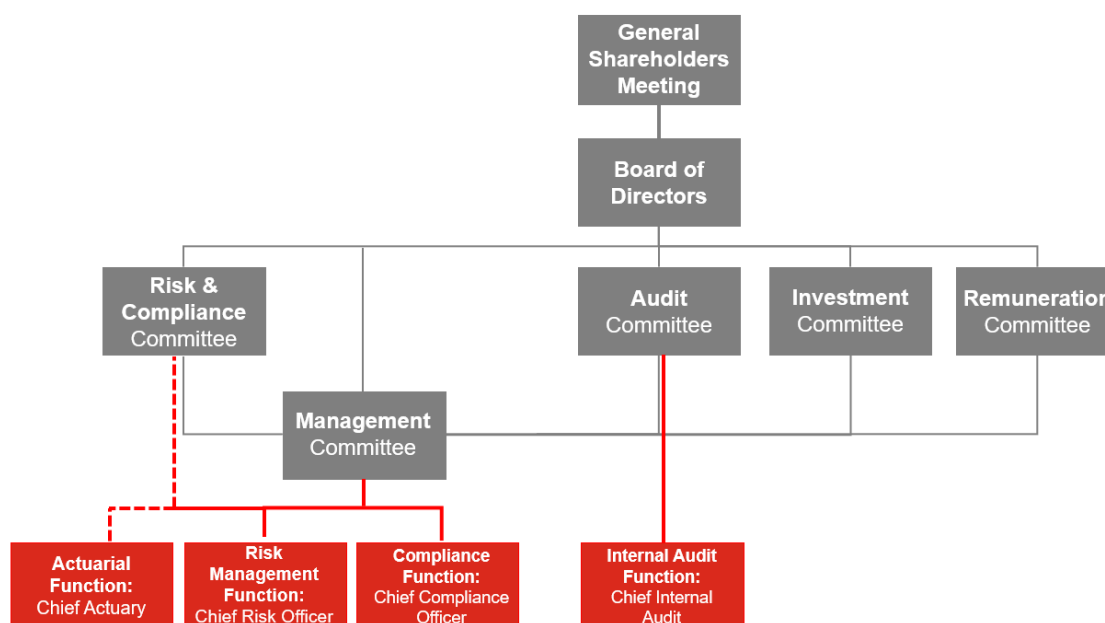 General
Shareholders
Meeting
Board of
Directors
Risk &
Compliance
Committee
Audit
Committee
Investment
Committee
Remuneration
Committee
Management
Committee
Actuarial
Function:
Chief Actuary
Risk
Management
Function:
Chief Risk Officer
Compliance
Function:
Chief Compliance
Officer
Internal Audit
Function:
Chief Internal
Audit